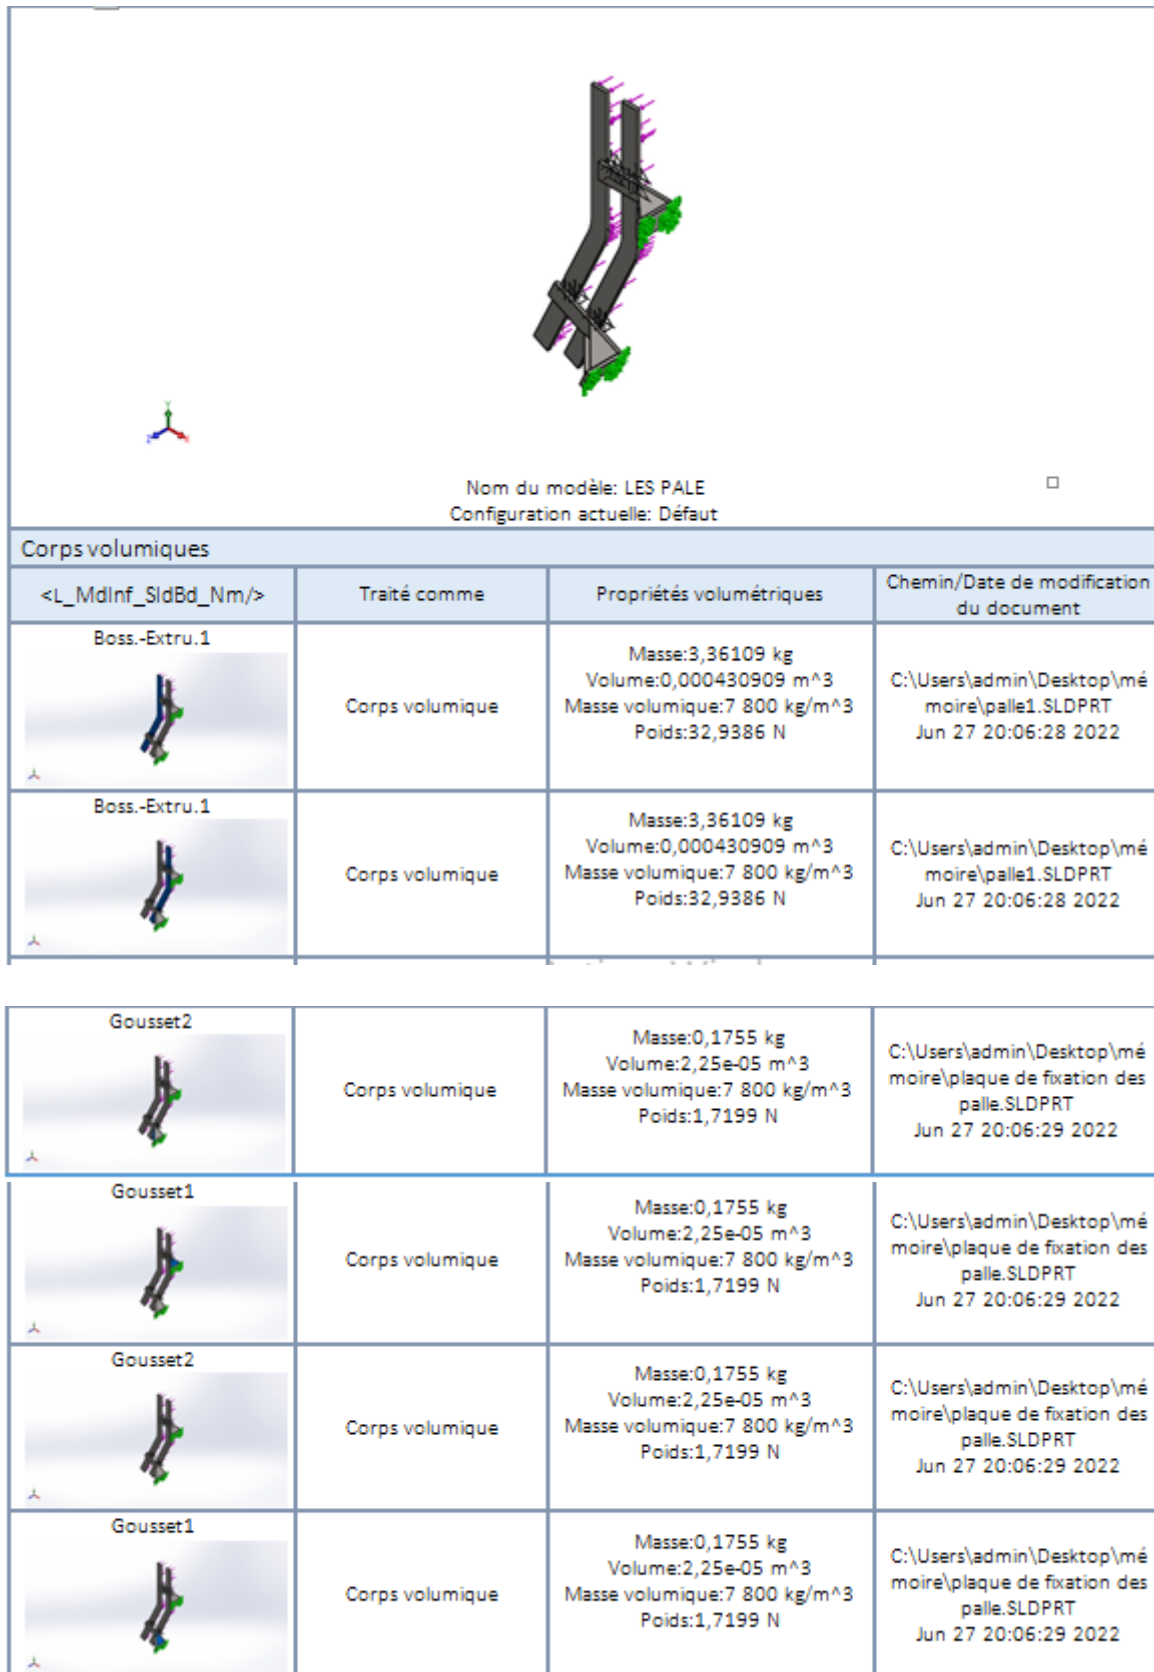 Nom du modèle: LES PALE
Configuration actuelle: Défaut
Corps volumiques
<L_MdInf_SldBd_Nm/>
Traité comme
Propriétés volumétriques
Chemin/Date de modification
du document
Boss.-Extru.1
Corps volumique
Masse:3,36109 kg
Volume:0,000430909 m^3
Masse volumique:7 800 kg/m^3
Poids:32,9386 N
C:\Users\admin\Desktop\mé
moire\palle1.SLDPRT
Jun 27 20:06:28 2022
Boss.-Extru.1
Corps volumique
Masse:3,36109 kg
Volume:0,000430909 m^3
Masse volumique:7 800 kg/m^3
Poids:32,9386 N
C:\Users\admin\Desktop\mé
moire\palle1.SLDPRT
Jun 27 20:06:28 2022
Gousset2
Corps volumique
Masse:0,1755 kg
Volume:2,25e-05 m^3
Masse volumique:7 800 kg/m^3
Poids:1,7199 N
C:\Users\admin\Desktop\mé
moire\plaque de fixation des
palle.SLDPRT
Jun 27 20:06:29 2022
Gousset1
Corps volumique
Masse:0,1755 kg
Volume:2,25e-05 m^3
Masse volumique:7 800 kg/m^3
Poids:1,7199 N
C:\Users\admin\Desktop\mé
moire\plaque de fixation des
palle.SLDPRT
Jun 27 20:06:29 2022
Gousset2
Corps volumique
Masse:0,1755 kg
Volume:2,25e-05 m^3
Masse volumique:7 800 kg/m^3
Poids:1,7199 N
C:\Users\admin\Desktop\mé
moire\plaque de fixation des
palle.SLDPRT
Jun 27 20:06:29 2022
Gousset1
Corps volumique
Masse:0,1755 kg
Volume:2,25e-05 m^3
Masse volumique:7 800 kg/m^3
Poids:1,7199 N
C:\Users\admin\Desktop\mé
moire\plaque de fixation des
palle.SLDPRT
Jun 27 20:06:29 2022